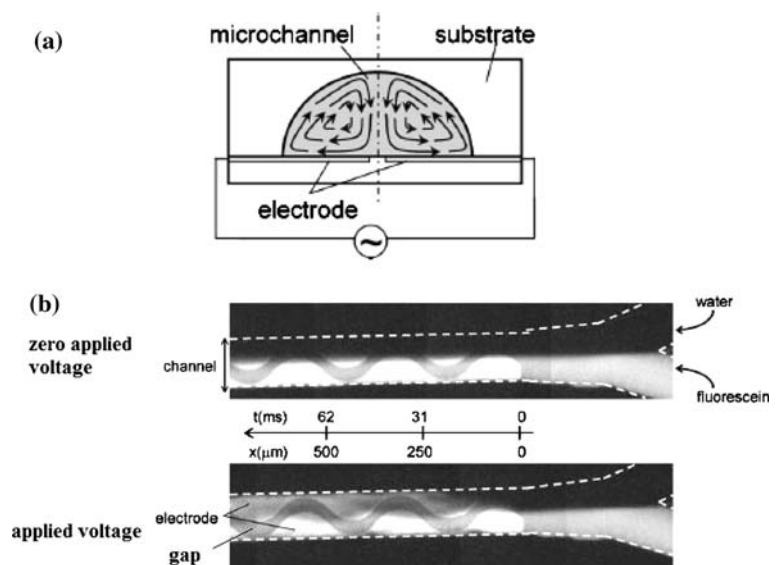 (a)
microchannel
substrate
electrode
~
(b)
water
zero applied
voltage
channel
fluorescein
t(ms) 62 31 0
x(μm) 500 250 0
electrode
applied voltage
gap